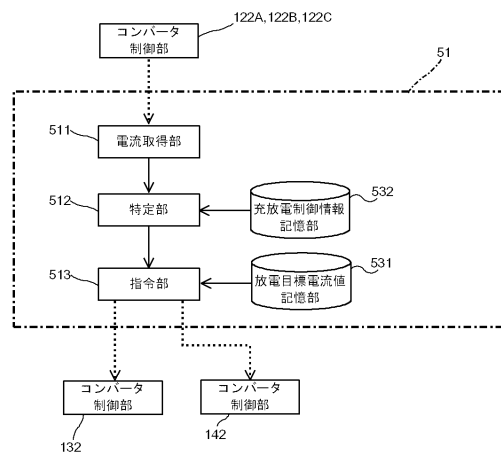 122A,122B,122C
コンバータ
制御部
51
511
電流取得部
512
特定部
532
充放電制御情報
記憶部
513
指令部
531
放電目標電流値
記憶部
コンバータ
制御部
132
コンバータ
制御部
142